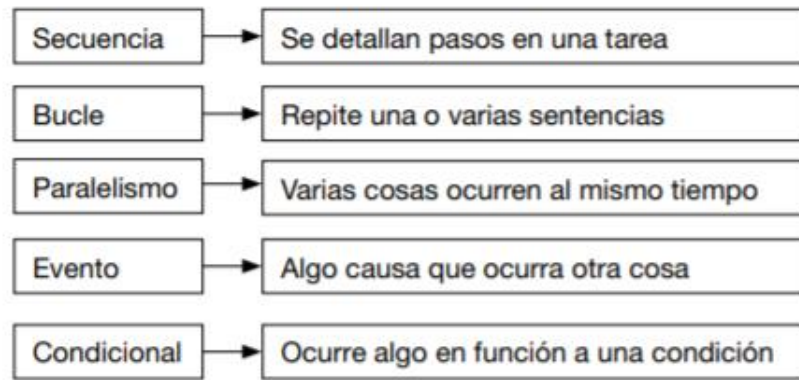 Secuencia
Se detallan pasos en una tarea
Bucle
Repite una o varias sentencias
Paralelismo
Varias cosas ocurren al mismo tiempo
Evento
Algo causa que ocurra otra cosa
Condicional
Ocurre algo en función a una condición